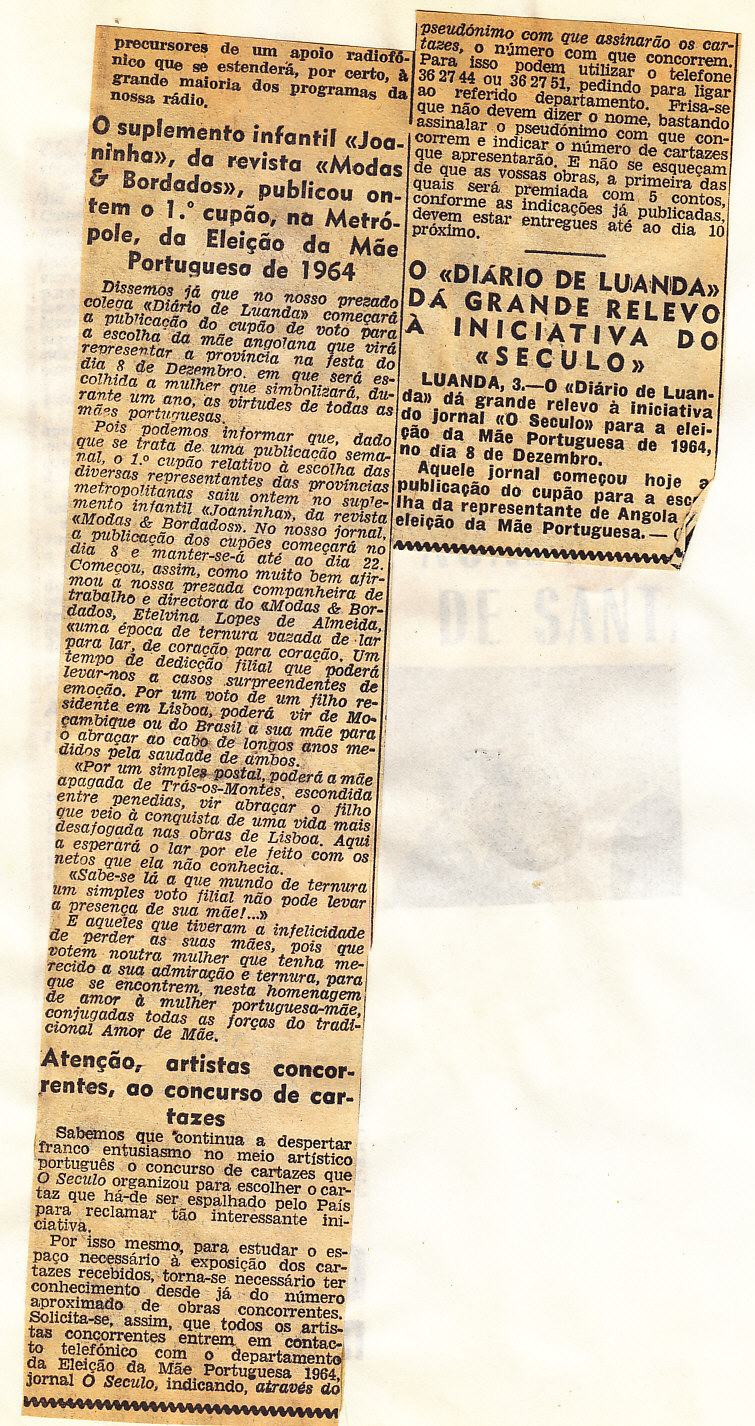 precursores de um apoio radiofó-
nico que se estenderá, por certo, à
grande maioria dos programas da
nossa rádio.
O suplemento infantil «Joa-
ninha», da revista «Modas
& Bordados», publicou on-
tem o 1.º cupão, na Metró-
pole, da Eleição da Mãe
Portuguesa de 1964
Dissemos já que no nosso prezado
colega «Diário de Luanda» começará
a publicação do cupão de voto para
a escolha da mãe angolana que virá
representar a província na festa do
dia 8 de Dezembro, em que será es-
colhida a mulher que simbolizará, du-
rante um ano, as virtudes de todas as
mães portuguesas.
Pois podemos informar que, dado
que se trata de uma publicação sema-
nal, o 1.º cupão relativo à escolha das
diversas representantes das províncias
metropolitanas saiu ontem no suple-
mento infantil «Joaninha», da revista
«Modas & Bordados». No nosso jornal,
a publicação dos cupões começará no
dia 8 e manter-se-á até ao dia 22.
Começou, assim, como muito bem afir-
mou a nossa prezada companheira de
trabalho e directora do «Modas & Bor-
dados, Etelvina Lopes de Almeida,
«uma época de ternura vazada de lar
para lar, de coração para coração. Um
tempo de dedicção filial que poderá
levar-nos a casos surpreendentes de
emoção. Por um voto de um filho re-
sidente em Lisboa, poderá vir de Mo-
çambique ou do Brasil a sua mãe para
o abraçar ao cabo de longos anos me-
didos pela saudade de ambos.
«Por um simples postal, poderá a mãe
apagada de Trás-os-Montes, escondida
entre penedias, vir abraçar o filho
que veio à conquista de uma vida mais
desafogada nas obras de Lisboa. Aqui
a esperará o lar por ele feito com os
netos que ela não conhecia.
«Sabe-se lá a que mundo de ternura
um simples voto filial não pode levar
a presença de sua mãe!...»
E aqueles que tiveram a infelicidade
de perder as suas mães, pois que
votem noutra mulher que tenha me-
recido a sua admiração e ternura, para
que se encontrem, nesta homenagem
de amor à mulher portuguesa-mãe,
conjugadas todas as forças do tradi-
cional Amor de Mãe.
Atenção, artistas concor-
rentes, ao concurso de car-
tazes
Sabemos que continua a despertar
franco entusiasmo no meio artístico
português o concurso de cartazes que
O Seculo organizou para escolher o car-
taz que há-de ser espalhado pelo País
para reclamar tão interessante ini-
ciativa.
Por isso mesmo, para estudar o es-
paço necessário à exposição dos car-
tazes recebidos, torna-se necessário ter
conhecimento desde já do número
aproximado de obras concorrentes.
Solicita-se, assim, que todos os artis-
tas concorrentes entrem em contac-
to telefónico com o departamento
da Eleição da Mãe Portuguesa 1964,
jornal O Seculo, indicando, através do
pseudónimo com que assinarão os car-
tazes, o número com que concorrem.
Para isso podem utilizar o telefone
36 27 44 ou 36 27 51, pedindo para ligar
ao referido departamento. Frisa-se
que não devem dizer o nome, bastando
assinalar o pseudónimo com que con-
correm e indicar o número de cartazes
que apresentarão. E não se esqueçam
de que as vossas obras, a primeira das
quais será premiada com 5 contos,
conforme as indicações já publicadas,
devem estar entregues até ao dia 10
próximo.
O «DIÁRIO DE LUANDA»
DÁ GRANDE RELEVO
À INICIATIVA DO
«SECULO»
LUANDA, 3.—O «Diário de Luan-
da» dá grande relevo à iniciativa
do jornal «O Seculo» para a elei-
ção da Mãe Portuguesa de 1964,
no dia 8 de Dezembro.
Aquele jornal começou hoje a
publicação do cupão para a esco
lha da representante de Angola
eleição da Mãe Portuguesa.— (
DE SANT